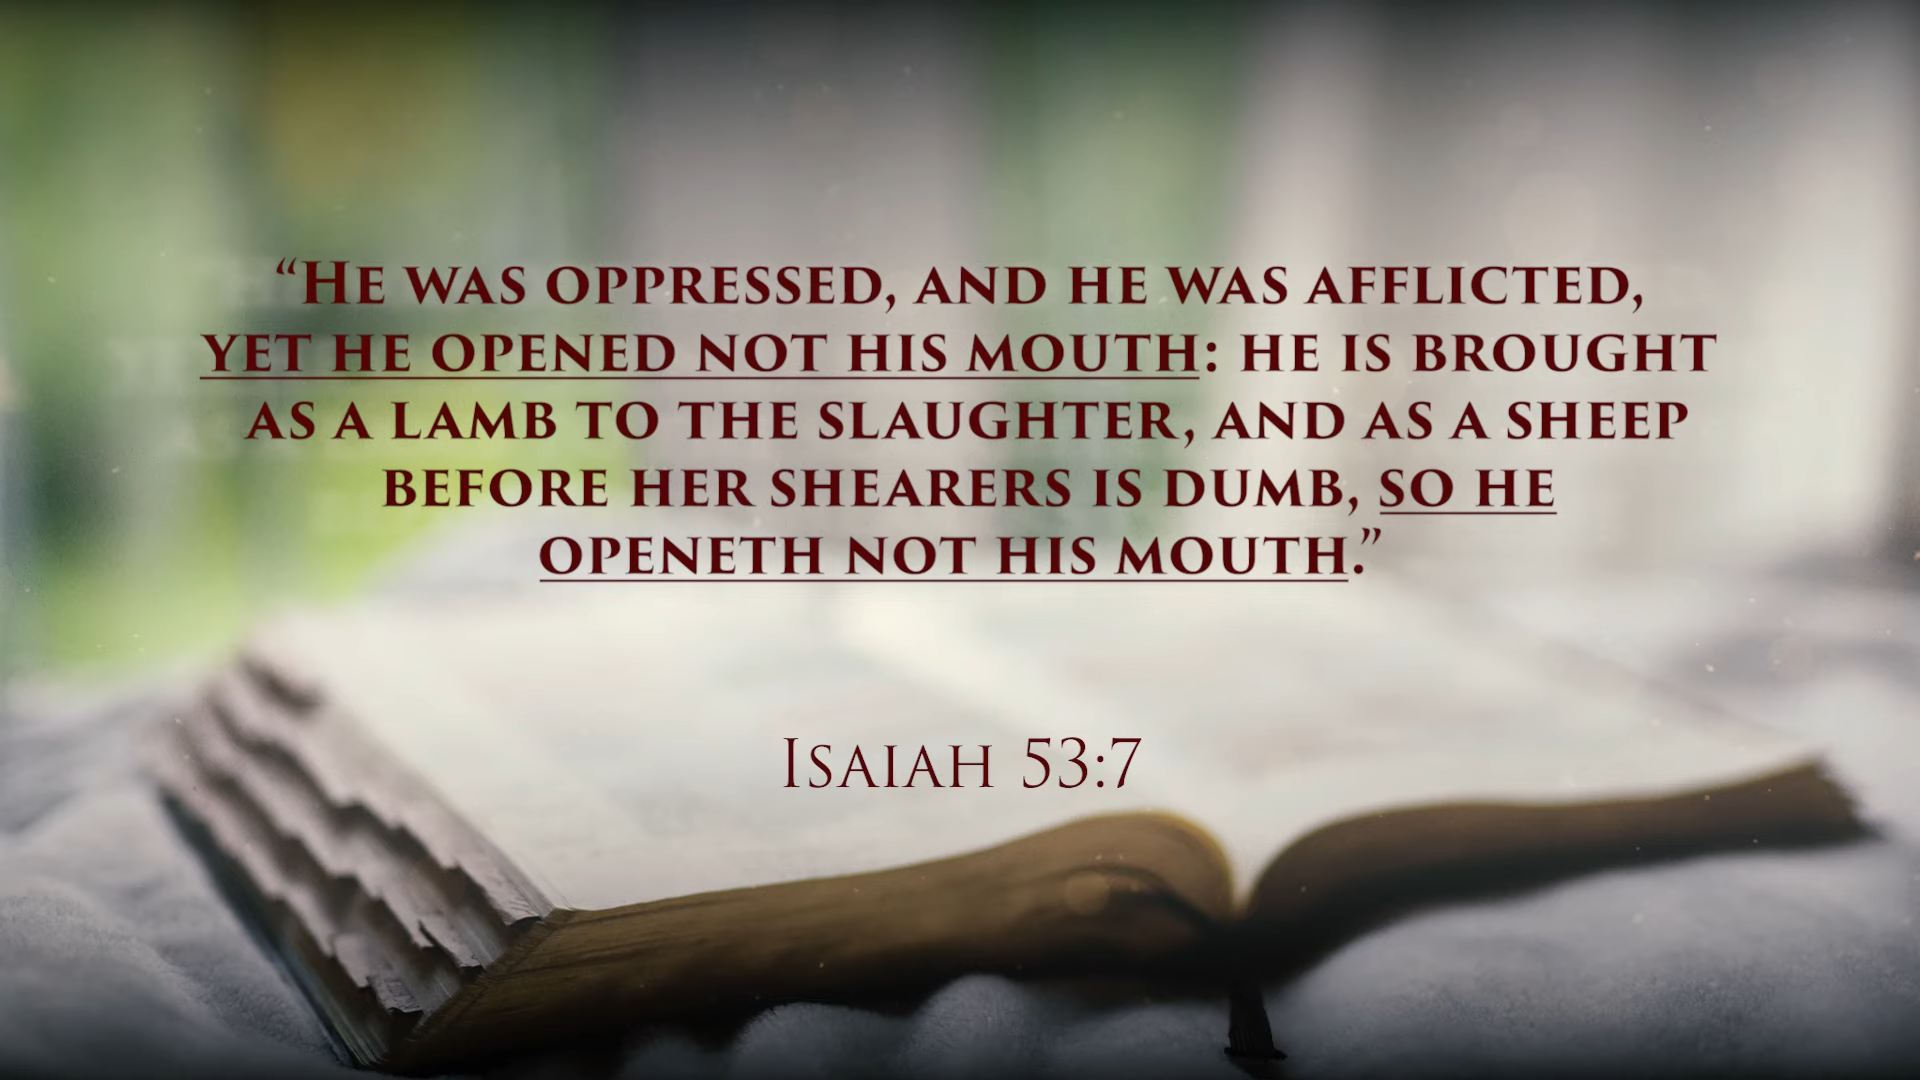 “He was oppressed, and he was afflicted,
yet he opened not his mouth: he is brought
as a lamb to the slaughter, and as a sheep
before her shearers is dumb, so he
openeth not his mouth.”
Isaiah 53:7